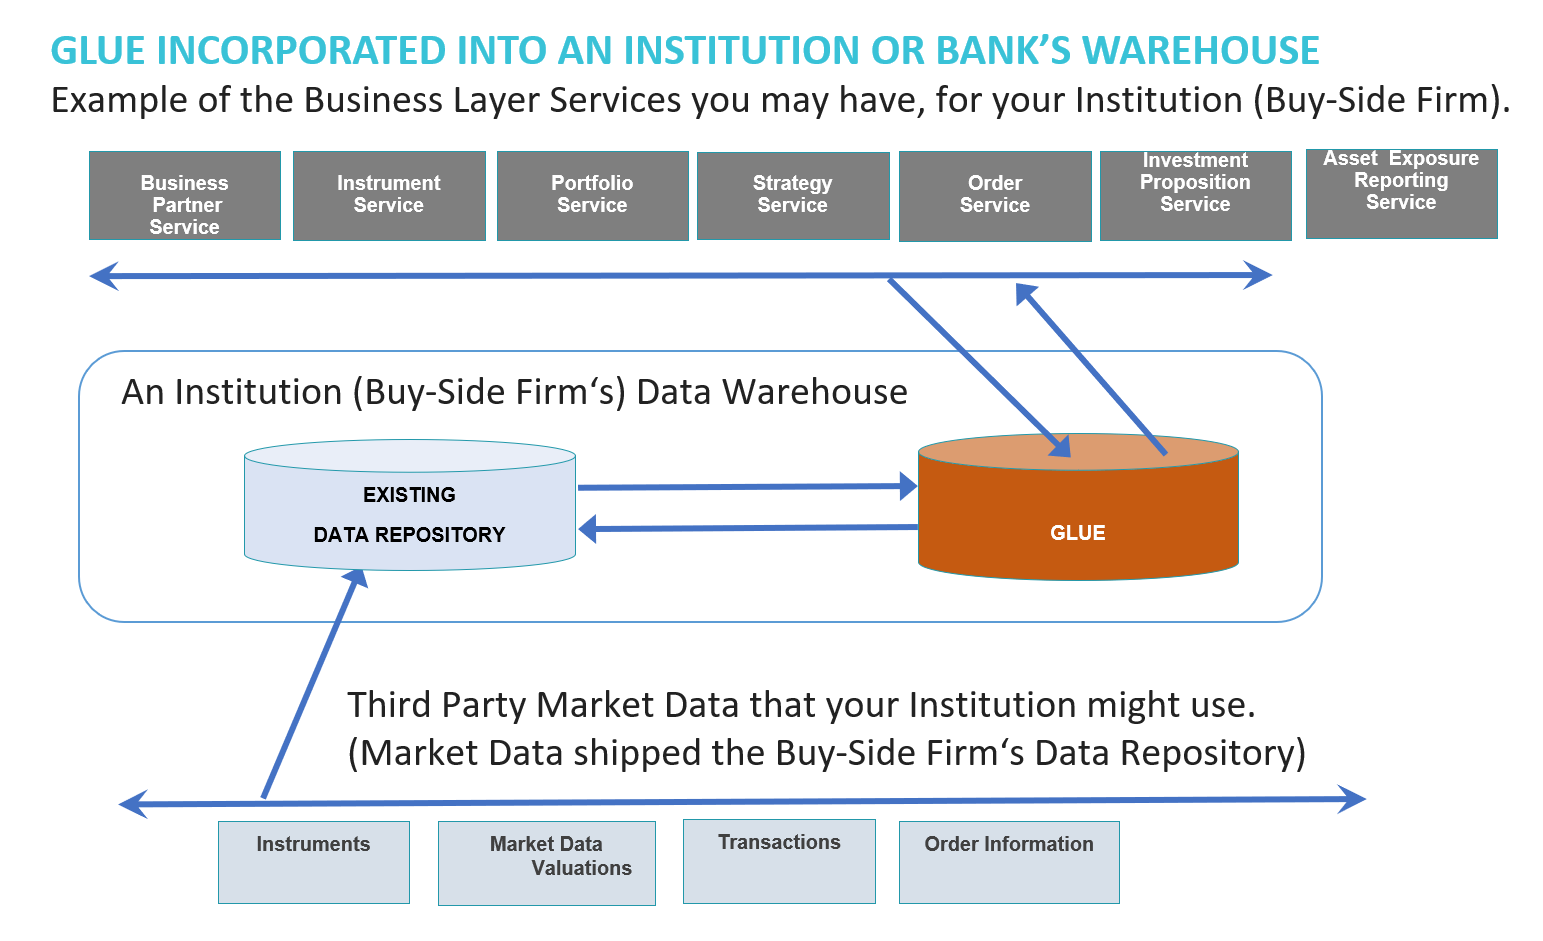 GLUE INCORPORATED INTO AN INSTITUTION OR BANK’S WAREHOUSE
Example of the Business Layer Services you may have, for your Institution (Buy-Side Firm).
Business
Partner
Service
Instrument
Service
Portfolio
Service
Strategy
Service
Order
Service
Investment
Proposition
Service
Asset Exposure
Reporting
Service
An Institution (Buy-Side Firm‘s) Data Warehouse
EXISTING
DATA REPOSITORY
GLUE
Third Party Market Data that your Institution might use.
(Market Data shipped the Buy-Side Firm‘s Data Repository)
Instruments
Market Data
Valuations
Transactions
Order Information